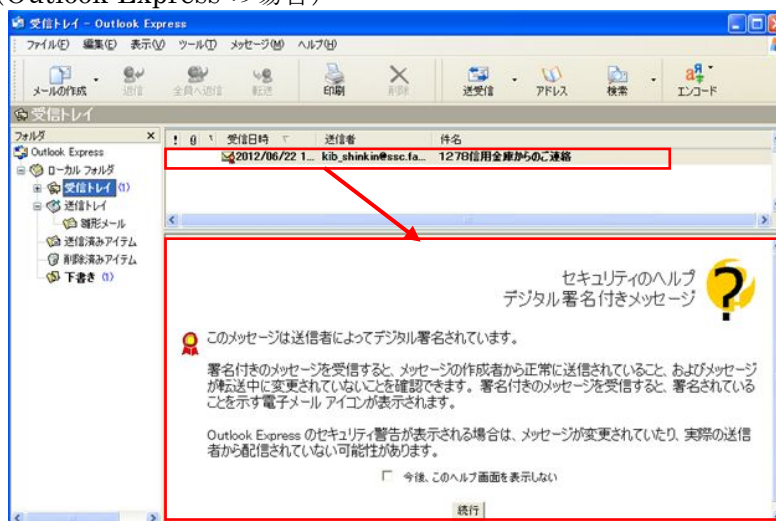 (Outlook Express の場合)
受信トレイ - Outlook Express
ファイル(F) 編集(E) 表示(V) ツール(T) メッセージ(M) ヘルプ(H)
メールの作成 返信 全員へ返信 転送 印刷 削除 送受信 アドレス 検索 エンコード
受信トレイ
フォルダ × ! 受信日時 送信者 件名
Outlook Express
2012/06/22 1... kib_shinkin@ssc.fa... 1278信用金庫からのご連絡
ローカル フォルダ
受信トレイ (1)
送信トレイ
雛形メール
送信済みアイテム
削除済みアイテム
下書き (1)
セキュリティのヘルプ
デジタル署名付きメッセージ
このメッセージは送信者によってデジタル署名されています。
署名付きのメッセージを受信すると、メッセージの作成者から正常に送信されていること、およびメッセージ
が転送中に変更されていないことを確認できます。署名付きのメッセージを受信すると、署名されている
ことを示す電子メール アイコンが表示されます。
Outlook Express のセキュリティ警告が表示される場合は、メッセージが変更されていたり、実際の送信
者から配信されていない可能性があります。
今後、このヘルプ画面を表示しない
続行